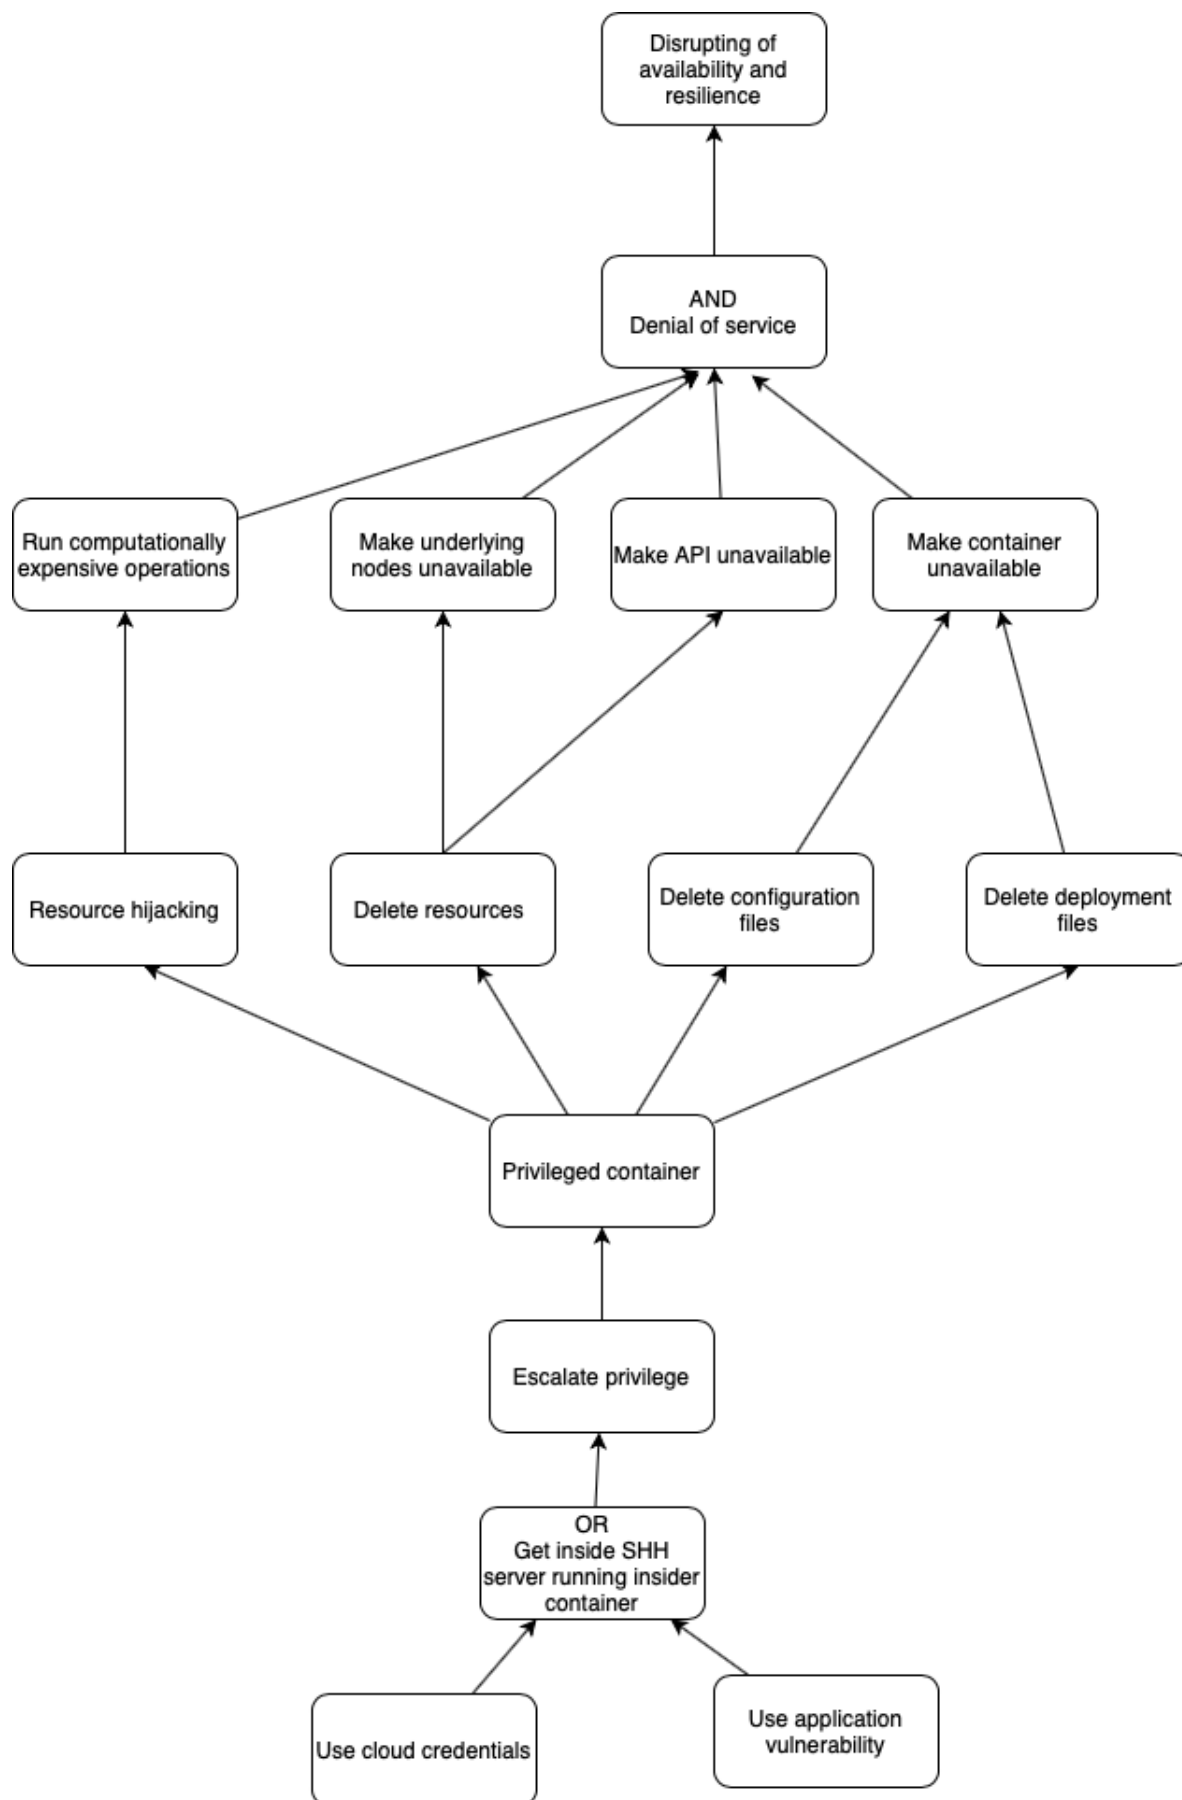 Disrupting of
availability and
resilience
AND
Denial of service
Run computationally
expensive operations
Make underlying
nodes unavailable
Make API unavailable
Make container
unavailable
Resource hijacking
Delete resources
Delete configuration
files
Delete deployment
files
Privileged container
Escalate privilege
OR
Get inside SHH
server running insider
container
Use cloud credentials
Use application
vulnerability